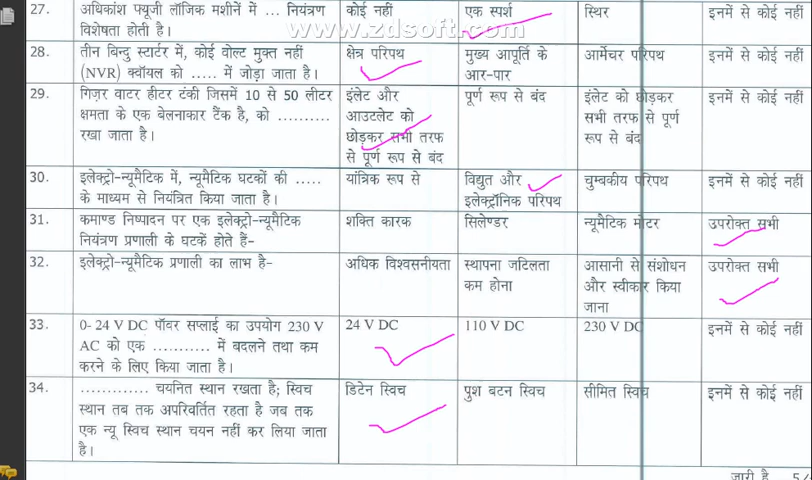 www.zdsoft.com
27. अधिकांश फ्यूजी लॉजिक मशीनें में ... नियंत्रण कोई नहीं एक स्पर्श स्थिर इनमें से कोई नहीं
विशेषता होती है।
28. तीन बिन्दु स्टार्टर में, कोई वोल्ट मुक्त नहीं क्षेत्र परिपथ मुख्य आपूर्ति के आर्मेचर परिपथ इनमें से कोई नहीं
(NVR) क्वॉयल को ..... में जोड़ा जाता है। आर-पार
29. गिज़र वाटर हीटर टंकी जिसमें 10 से 50 लीटर इंलेट और पूर्ण रूप से बंद इंलेट को छोड़कर इनमें से कोई नहीं
क्षमता के एक बेलनाकार टैंक है, को .......... आउटलेट को सभी तरफ से पूर्ण
रखा जाता है। छोड़कर सभी तरफ रूप से बंद
से पूर्ण रूप से बंद
30. इलेक्ट्रो-न्यूमैटिक में, न्यूमैटिक घटकों की ..... यांत्रिक रूप से विद्युत और चुम्बकीय परिपथ इनमें से कोई नहीं
के माध्यम से नियंत्रित किया जाता है। इलेक्ट्रॉनिक परिपथ
31. कमाण्ड निष्पादन पर एक इलेक्ट्रो-न्यूमैटिक शक्ति कारक सिलेण्डर न्यूमैटिक मोटर उपरोक्त सभी
नियंत्रण प्रणाली के घटकें होते हैं-
32. इलेक्ट्रो-न्यूमैटिक प्रणाली का लाभ है- अधिक विश्वसनीयता स्थापना जटिलता आसानी से संशोधन उपरोक्त सभी
कम होना और स्वीकार किया
जाना
33. 0- 24 V DC पॉवर सप्लाई का उपयोग 230 V 24 V DC 110 V DC 230 V DC इनमें से कोई नहीं
AC को एक ........... में बदलने तथा कम
करने के लिए किया जाता है।
34. ............. चयनित स्थान रखता है; स्विच डिटेन स्विच पुश बटन स्विच सीमित स्विच इनमें से कोई नहीं
स्थान तब तक अपरिवर्तित रहता है जब तक
एक न्यू स्विच स्थान चयन नहीं कर लिया जाता
है।
जारी है